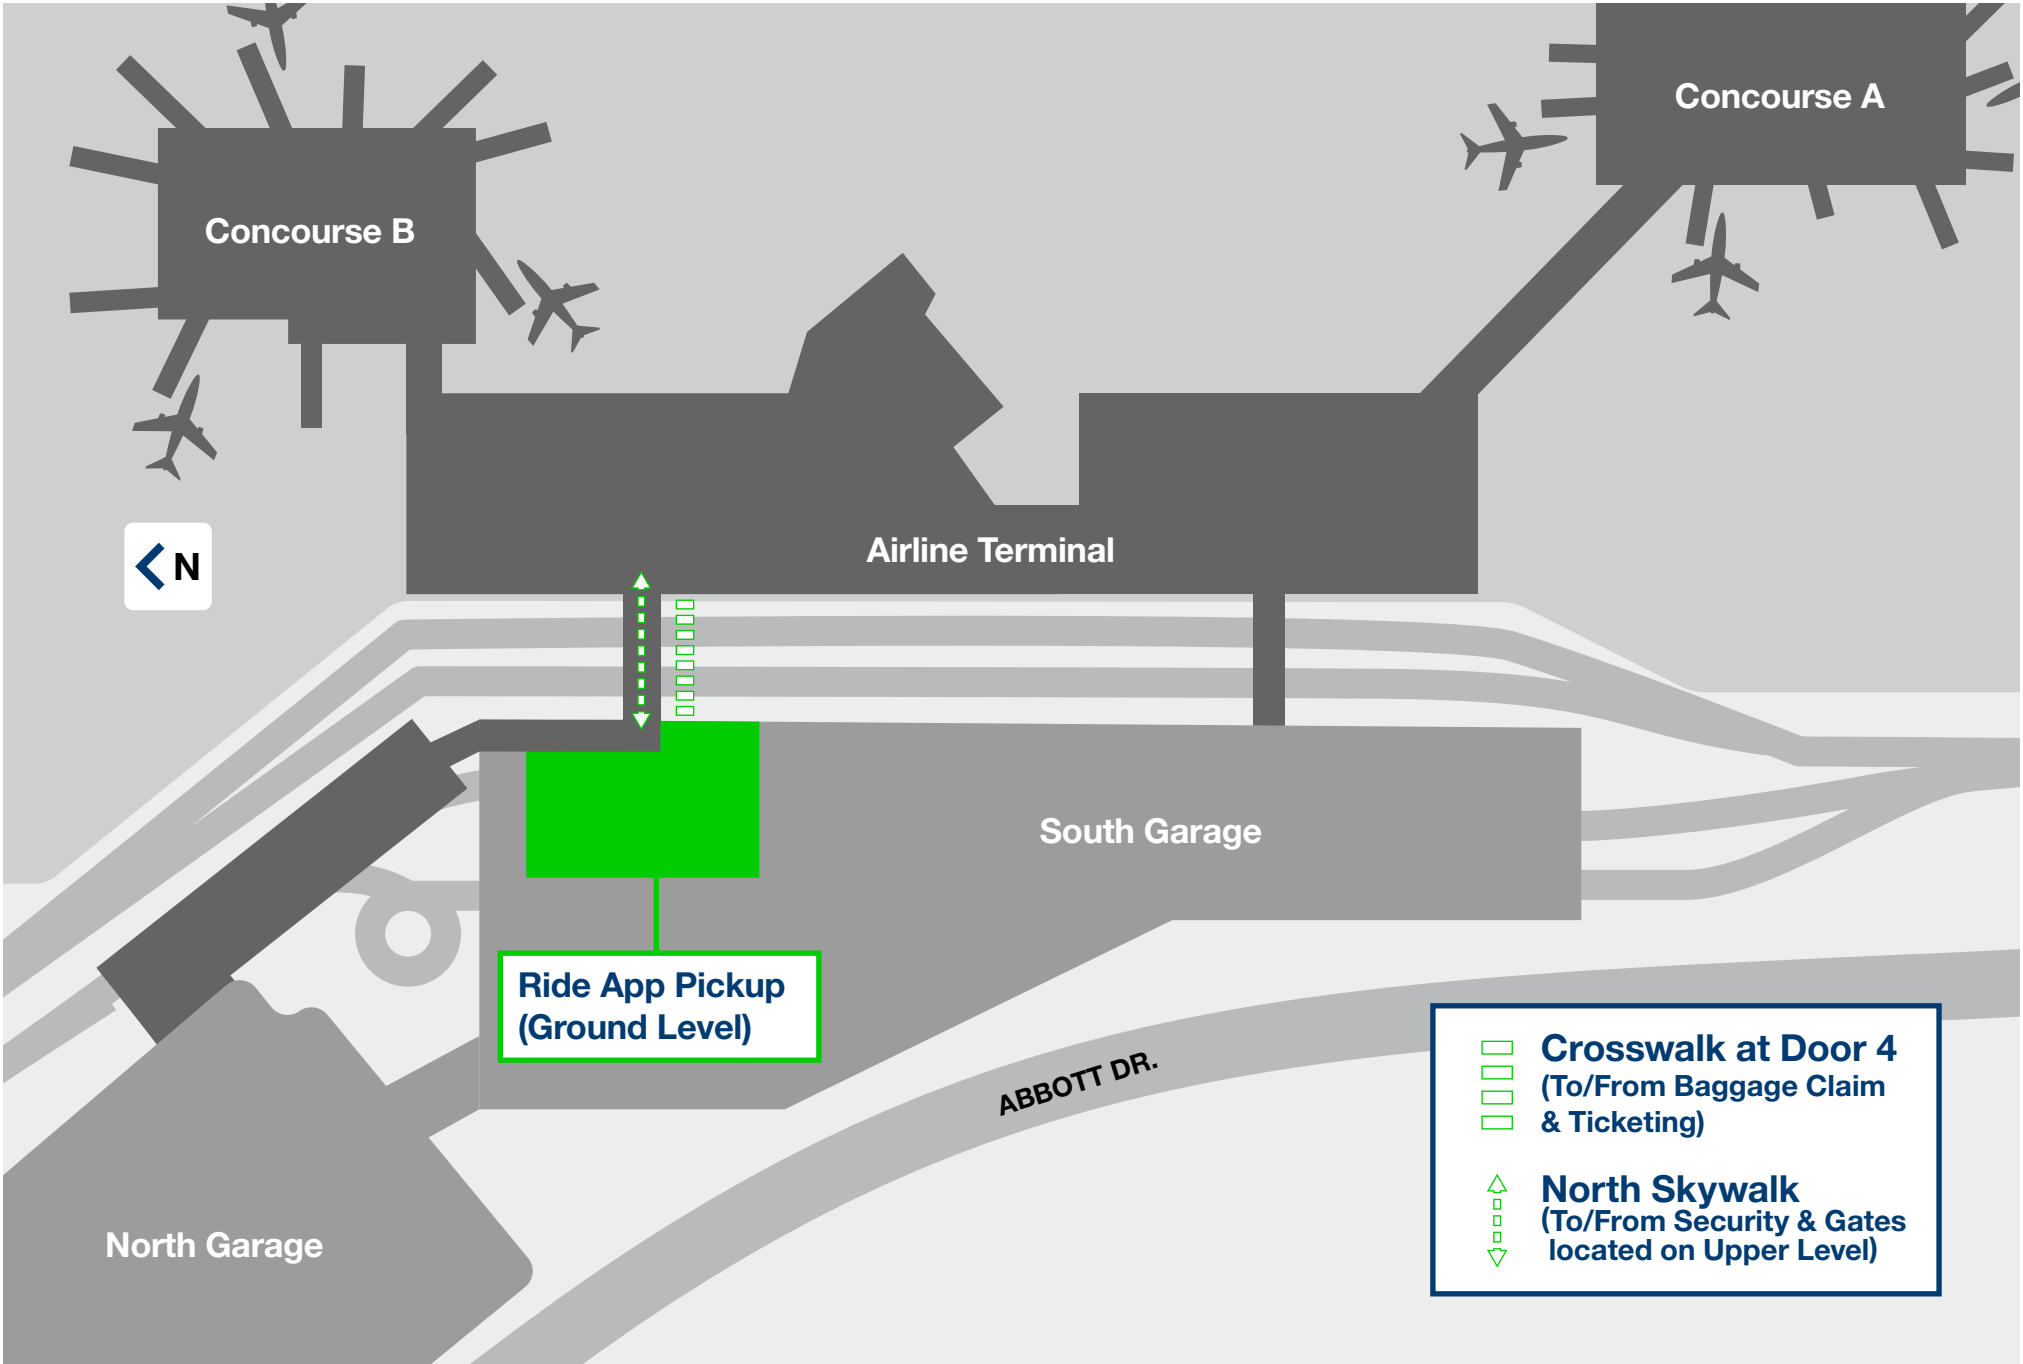 Concourse A
Concourse B
Airline Terminal
N
South Garage
Ride App Pickup
(Ground Level)
ABBOTT DR.
North Garage
Crosswalk at Door 4
(To/From Baggage Claim
& Ticketing)
North Skywalk
(To/From Security & Gates
located on Upper Level)